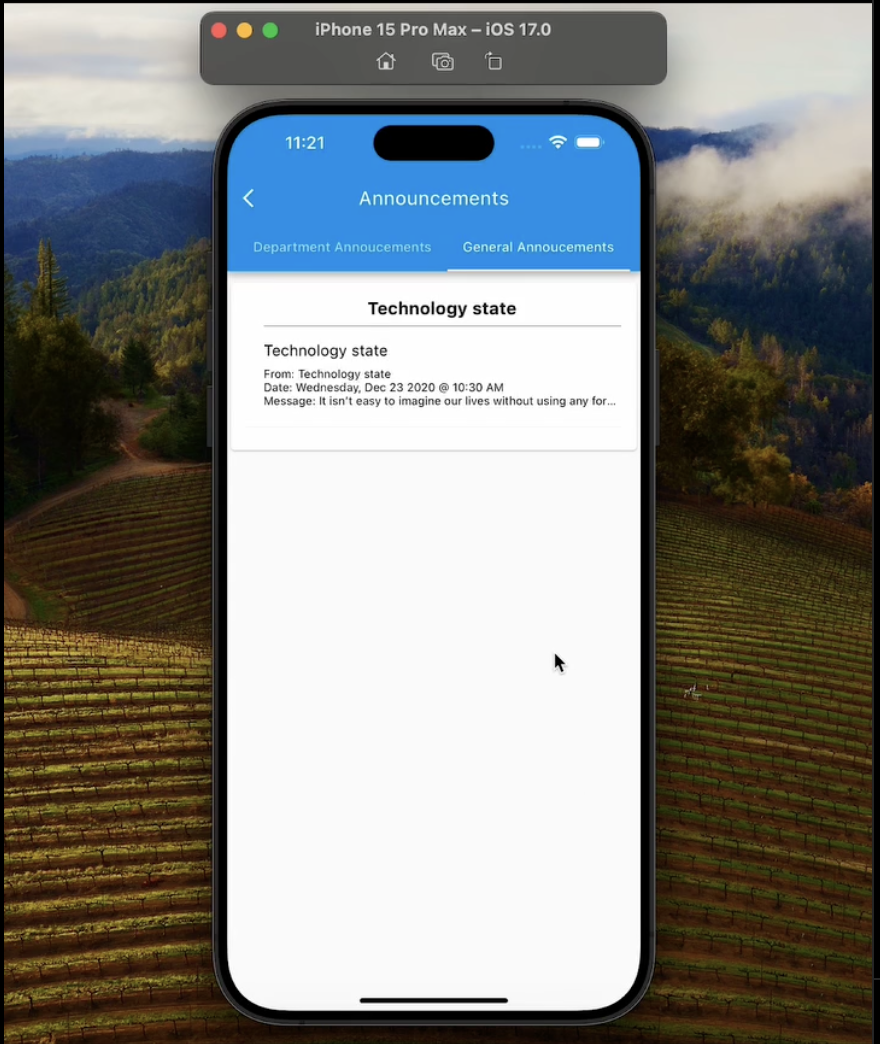 iPhone 15 Pro Max – iOS 17.0
11:21
Announcements
Department Annoucements
General Annoucements
Technology state
Technology state
From: Technology state
Date: Wednesday, Dec 23 2020 @ 10:30 AM
Message: It isn't easy to imagine our lives without using any for...